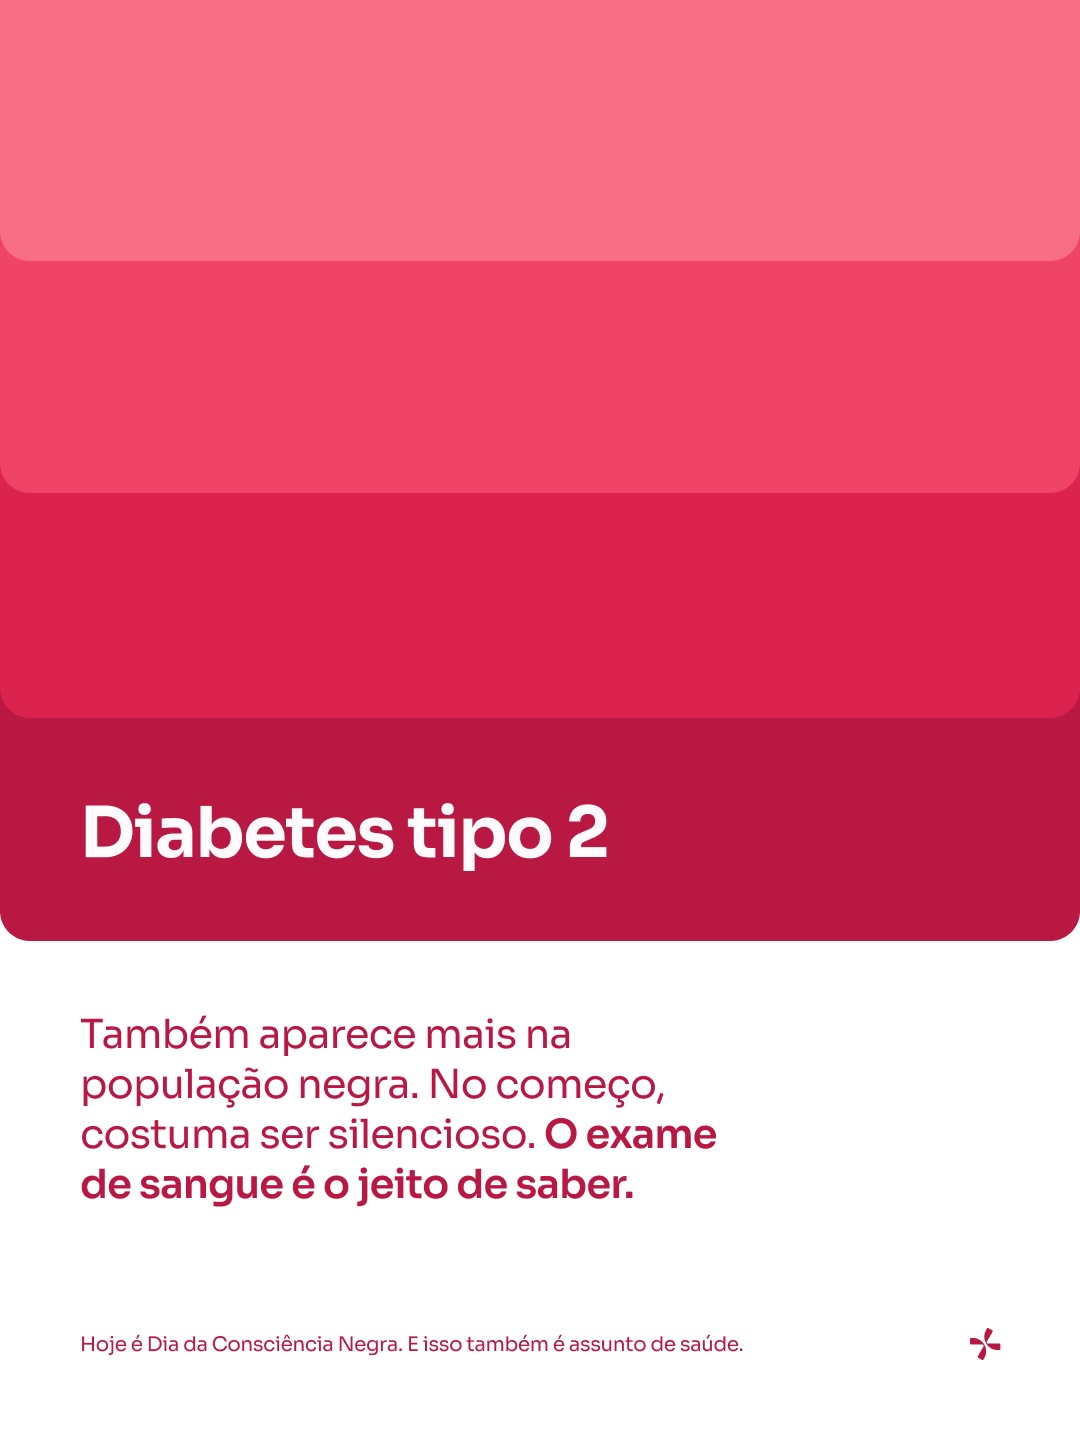 Diabetes tipo 2
Também aparece mais na
população negra. No começo,
costuma ser silencioso. O exame
de sangue é o jeito de saber.
Hoje é Dia da Consciência Negra. E isso também é assunto de saúde.